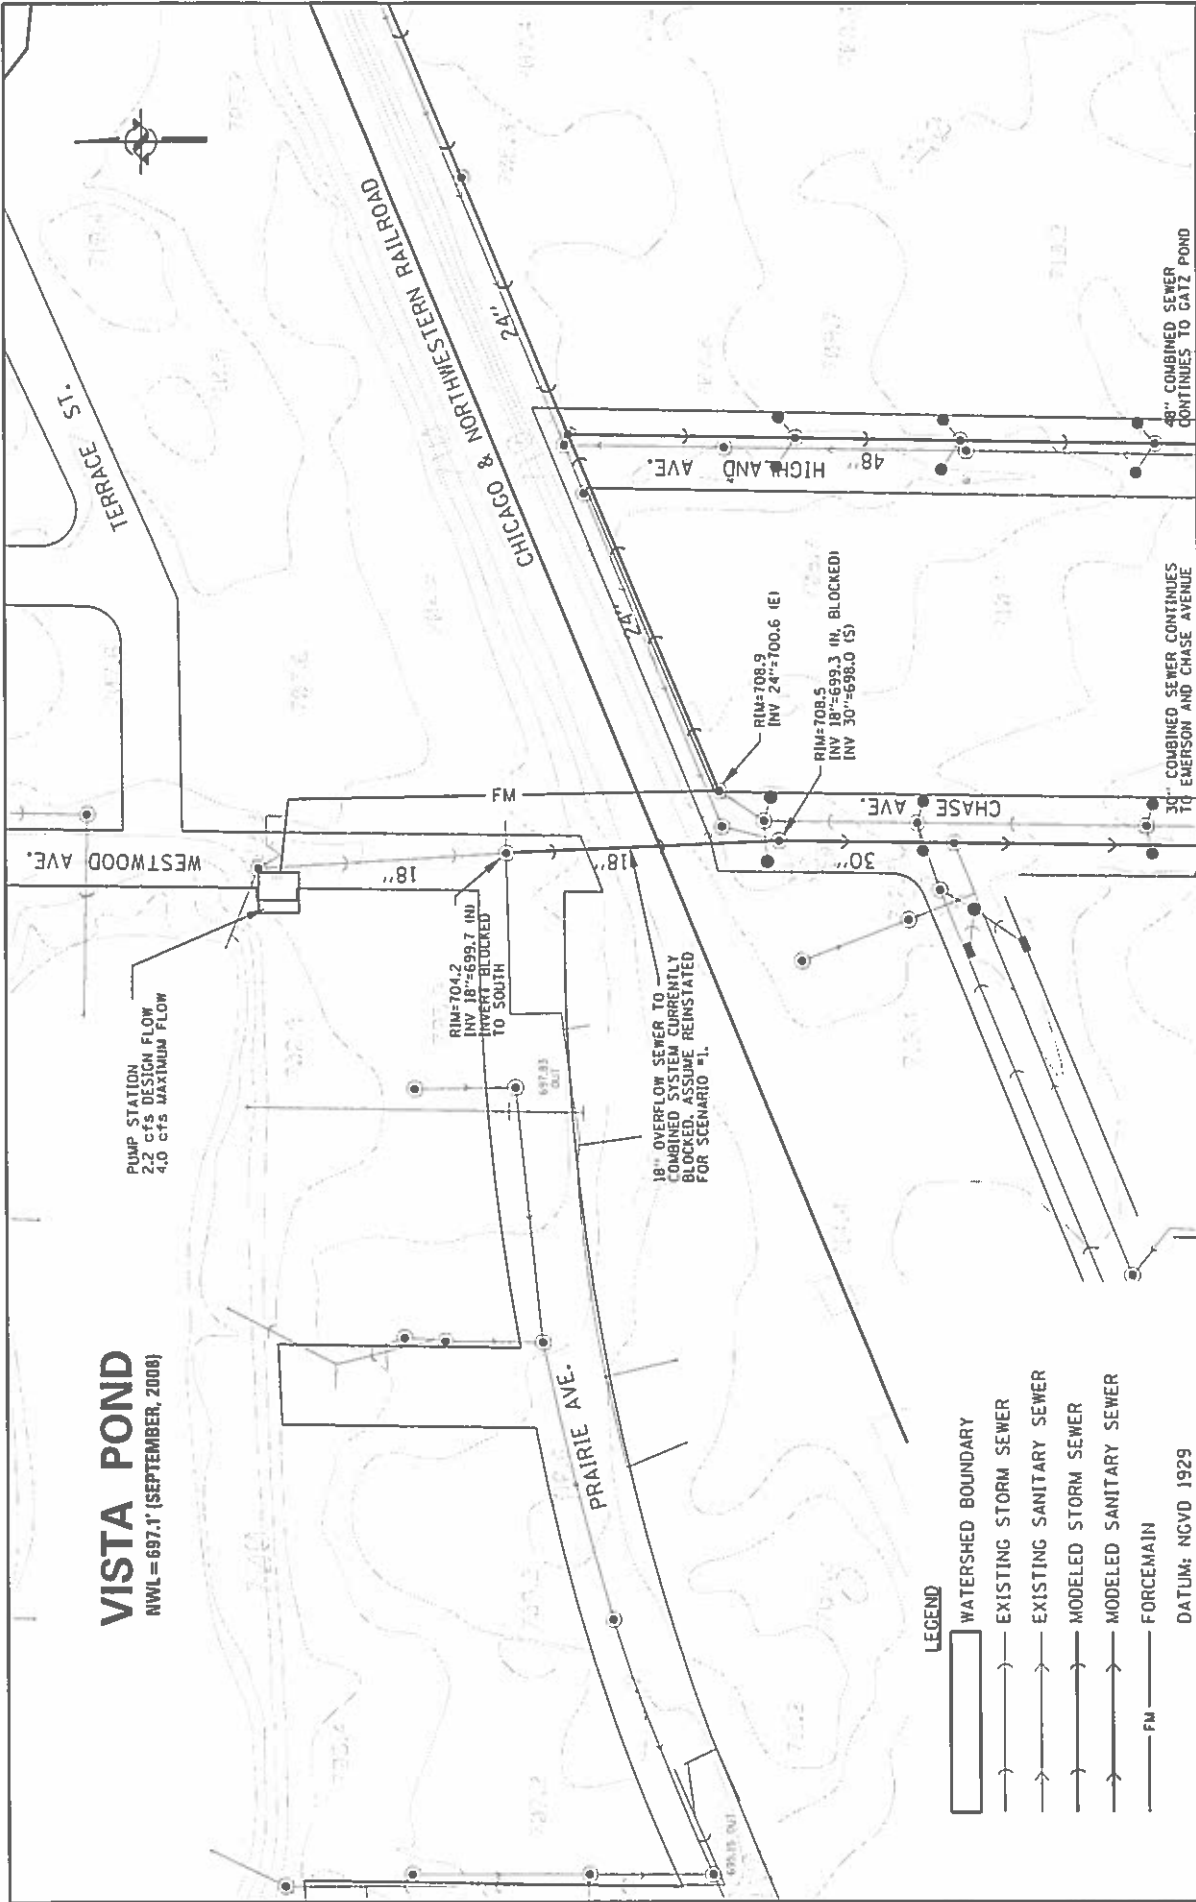 VISTA POND
NWL=697.1' (SEPTEMBER, 2008)
PUMP STATION
2.2 cfs DESIGN FLOW
4.0 cfs MAXIMUM FLOW
WESTWOOD AVE.
TERRACE ST.
18"
FM
RIM=704.2
INV 18"=699.7 (N)
INVERT BLOCKED
TO SOUTH
697.83
OUT
18"
18" OVERFLOW SEWER TO
COMBINED SYSTEM CURRENTLY
BLOCKED. ASSUME REINSTATED
FOR SCENARIO #1.
PRAIRIE AVE.
CHICAGO & NORTHWESTERN RAILROAD
24"
24"
RIM=708.9
INV 24"=700.6 (E)
RIM=708.5
INV 18"=699.3 (N, BLOCKED)
INV 30"=698.0 (S)
CHASE AVE.
30"
HIGHLAND AVE.
48"
30" COMBINED SEWER CONTINUES
TO EMERSON AND CHASE AVENUE
48" COMBINED SEWER
CONTINUES TO GATZ POND
LEGEND
WATERSHED BOUNDARY
EXISTING STORM SEWER
EXISTING SANITARY SEWER
MODELED STORM SEWER
MODELED SANITARY SEWER
FM FORCEMAIN
DATUM: NGVD 1929